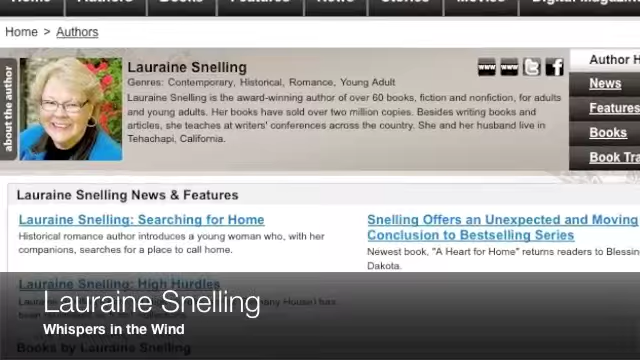 Home Authors Books Features News Stories Movies Digital Magazine
Home > Authors
about the author
Lauraine Snelling
Genres: Contemporary, Historical, Romance, Young Adult
Lauraine Snelling is the award-winning author of over 60 books, fiction and nonfiction, for adults
and young adults. Her books have sold over two million copies. Besides writing books and
articles, she teaches at writers' conferences across the country. She and her husband live in
Tehachapi, California.
www www
Author H
News
Features
Books
Book Tra
Lauraine Snelling News & Features
Lauraine Snelling: Searching for Home
Historical romance author introduces a young woman who, with her
companions, searches for a place to call home.
Snelling Offers an Unexpected and Moving
Conclusion to Bestselling Series
Newest book, "A Heart for Home" returns readers to Blessing
Dakota.
Lauraine Snelling: High Hurdles
Lauraine Snelling
Whispers in the Wind
Books by Lauraine Snelling